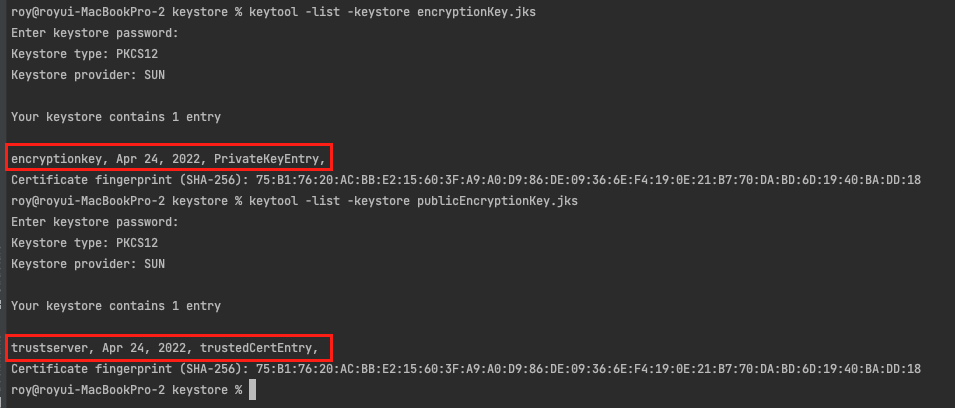 roy@royui-MacBookPro-2 keystore % keytool -list -keystore encryptionKey.jks
Enter keystore password:
Keystore type: PKCS12
Keystore provider: SUN
Your keystore contains 1 entry
encryptionkey, Apr 24, 2022, PrivateKeyEntry,
Certificate fingerprint (SHA-256): 75:B1:76:20:AC:BB:E2:15:60:3F:A9:A0:D9:86:DE:09:36:6E:F4:19:0E:21:B7:70:DA:BD:6D:19:40:BA:DD:18
roy@royui-MacBookPro-2 keystore % keytool -list -keystore publicEncryptionKey.jks
Enter keystore password:
Keystore type: PKCS12
Keystore provider: SUN
Your keystore contains 1 entry
trustserver, Apr 24, 2022, trustedCertEntry,
Certificate fingerprint (SHA-256): 75:B1:76:20:AC:BB:E2:15:60:3F:A9:A0:D9:86:DE:09:36:6E:F4:19:0E:21:B7:70:DA:BD:6D:19:40:BA:DD:18
roy@royui-MacBookPro-2 keystore %